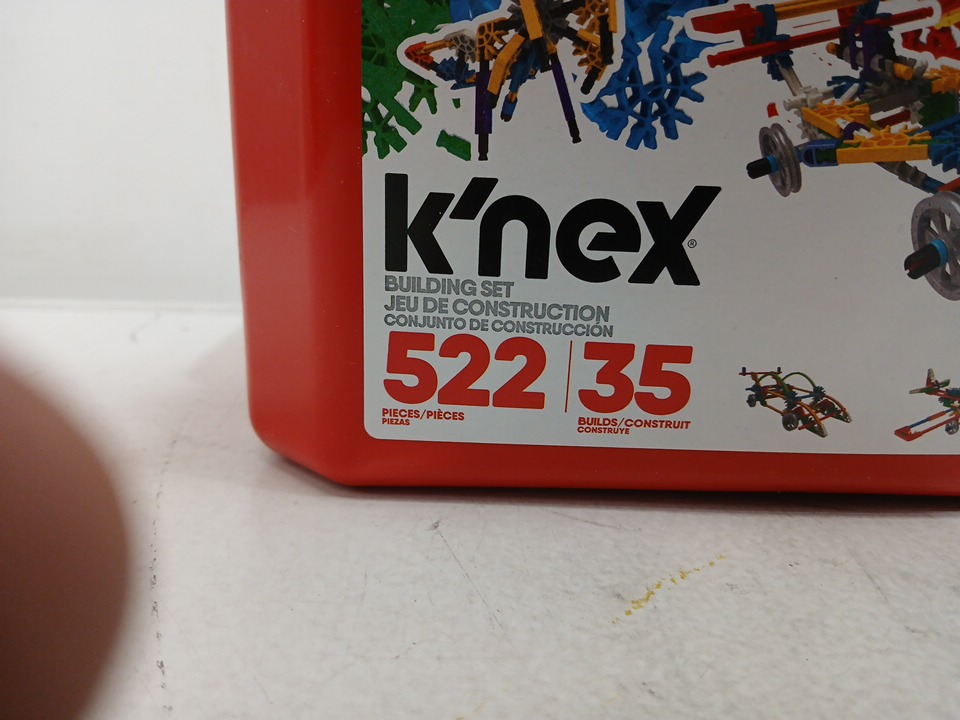 k'nex®
BUILDING SET
JEU DE CONSTRUCTION
CONJUNTO DE CONSTRUCCIÓN
522
PIECES/PIÈCES
PIEZAS
35
BUILDS/CONSTRUIT
CONSTRUYE